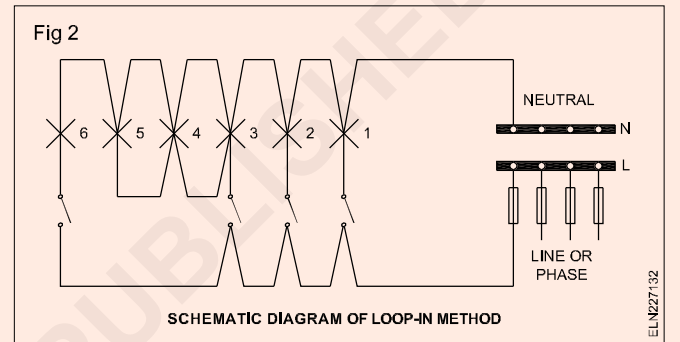 Fig 2
NEUTRAL
N
6 5 4 3 2 1
L
LINE OR
PHASE
SCHEMATIC DIAGRAM OF LOOP-IN METHOD
ELN227132
PUBLISHED